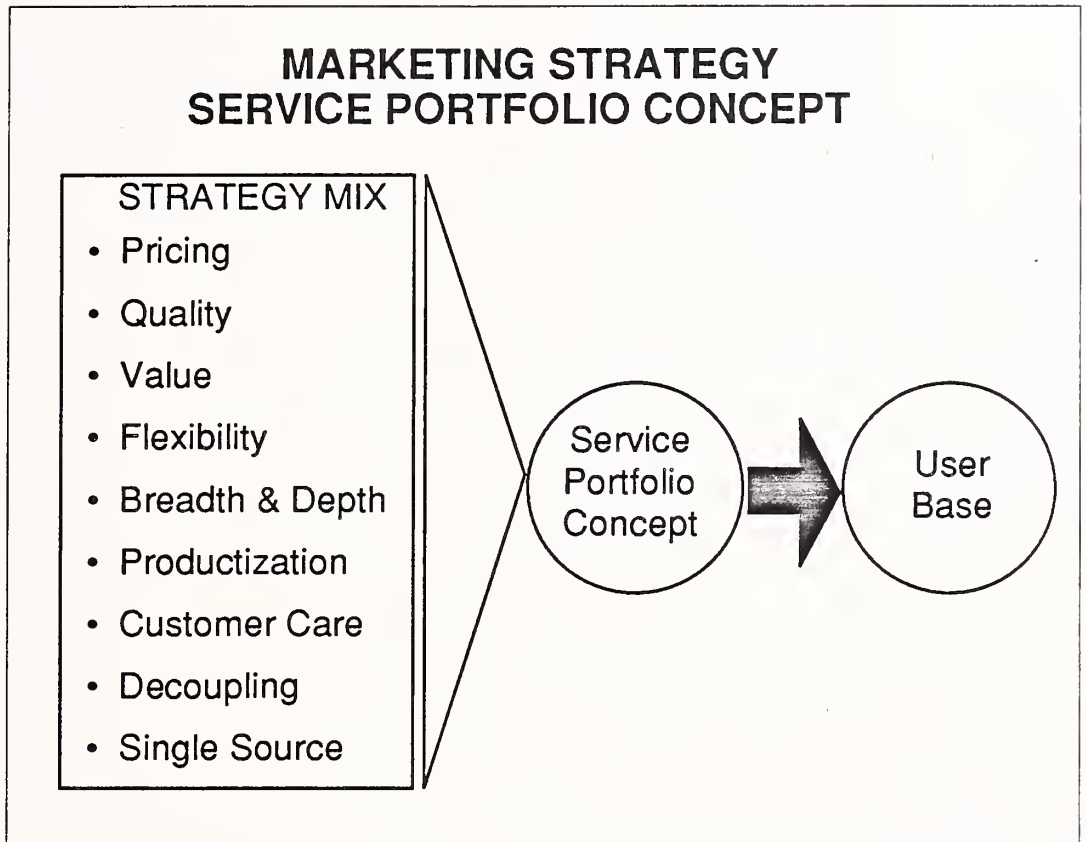 MARKETING STRATEGY
SERVICE PORTFOLIO CONCEPT
STRATEGY MIX
• Pricing
• Quality
• Value
• Flexibility
• Breadth & Depth
• Productization
• Customer Care
• Decoupling
• Single Source
Service
Portfolio
Concept
User
Base